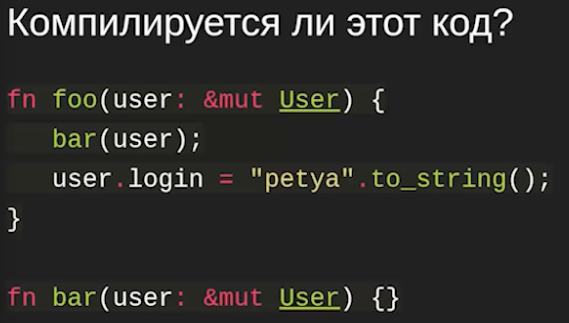 Компилируется ли этот код?
fn foo(user: &mut User) {
   bar(user);
   user.login = "petya".to_string();
}
fn bar(user: &mut User) {}